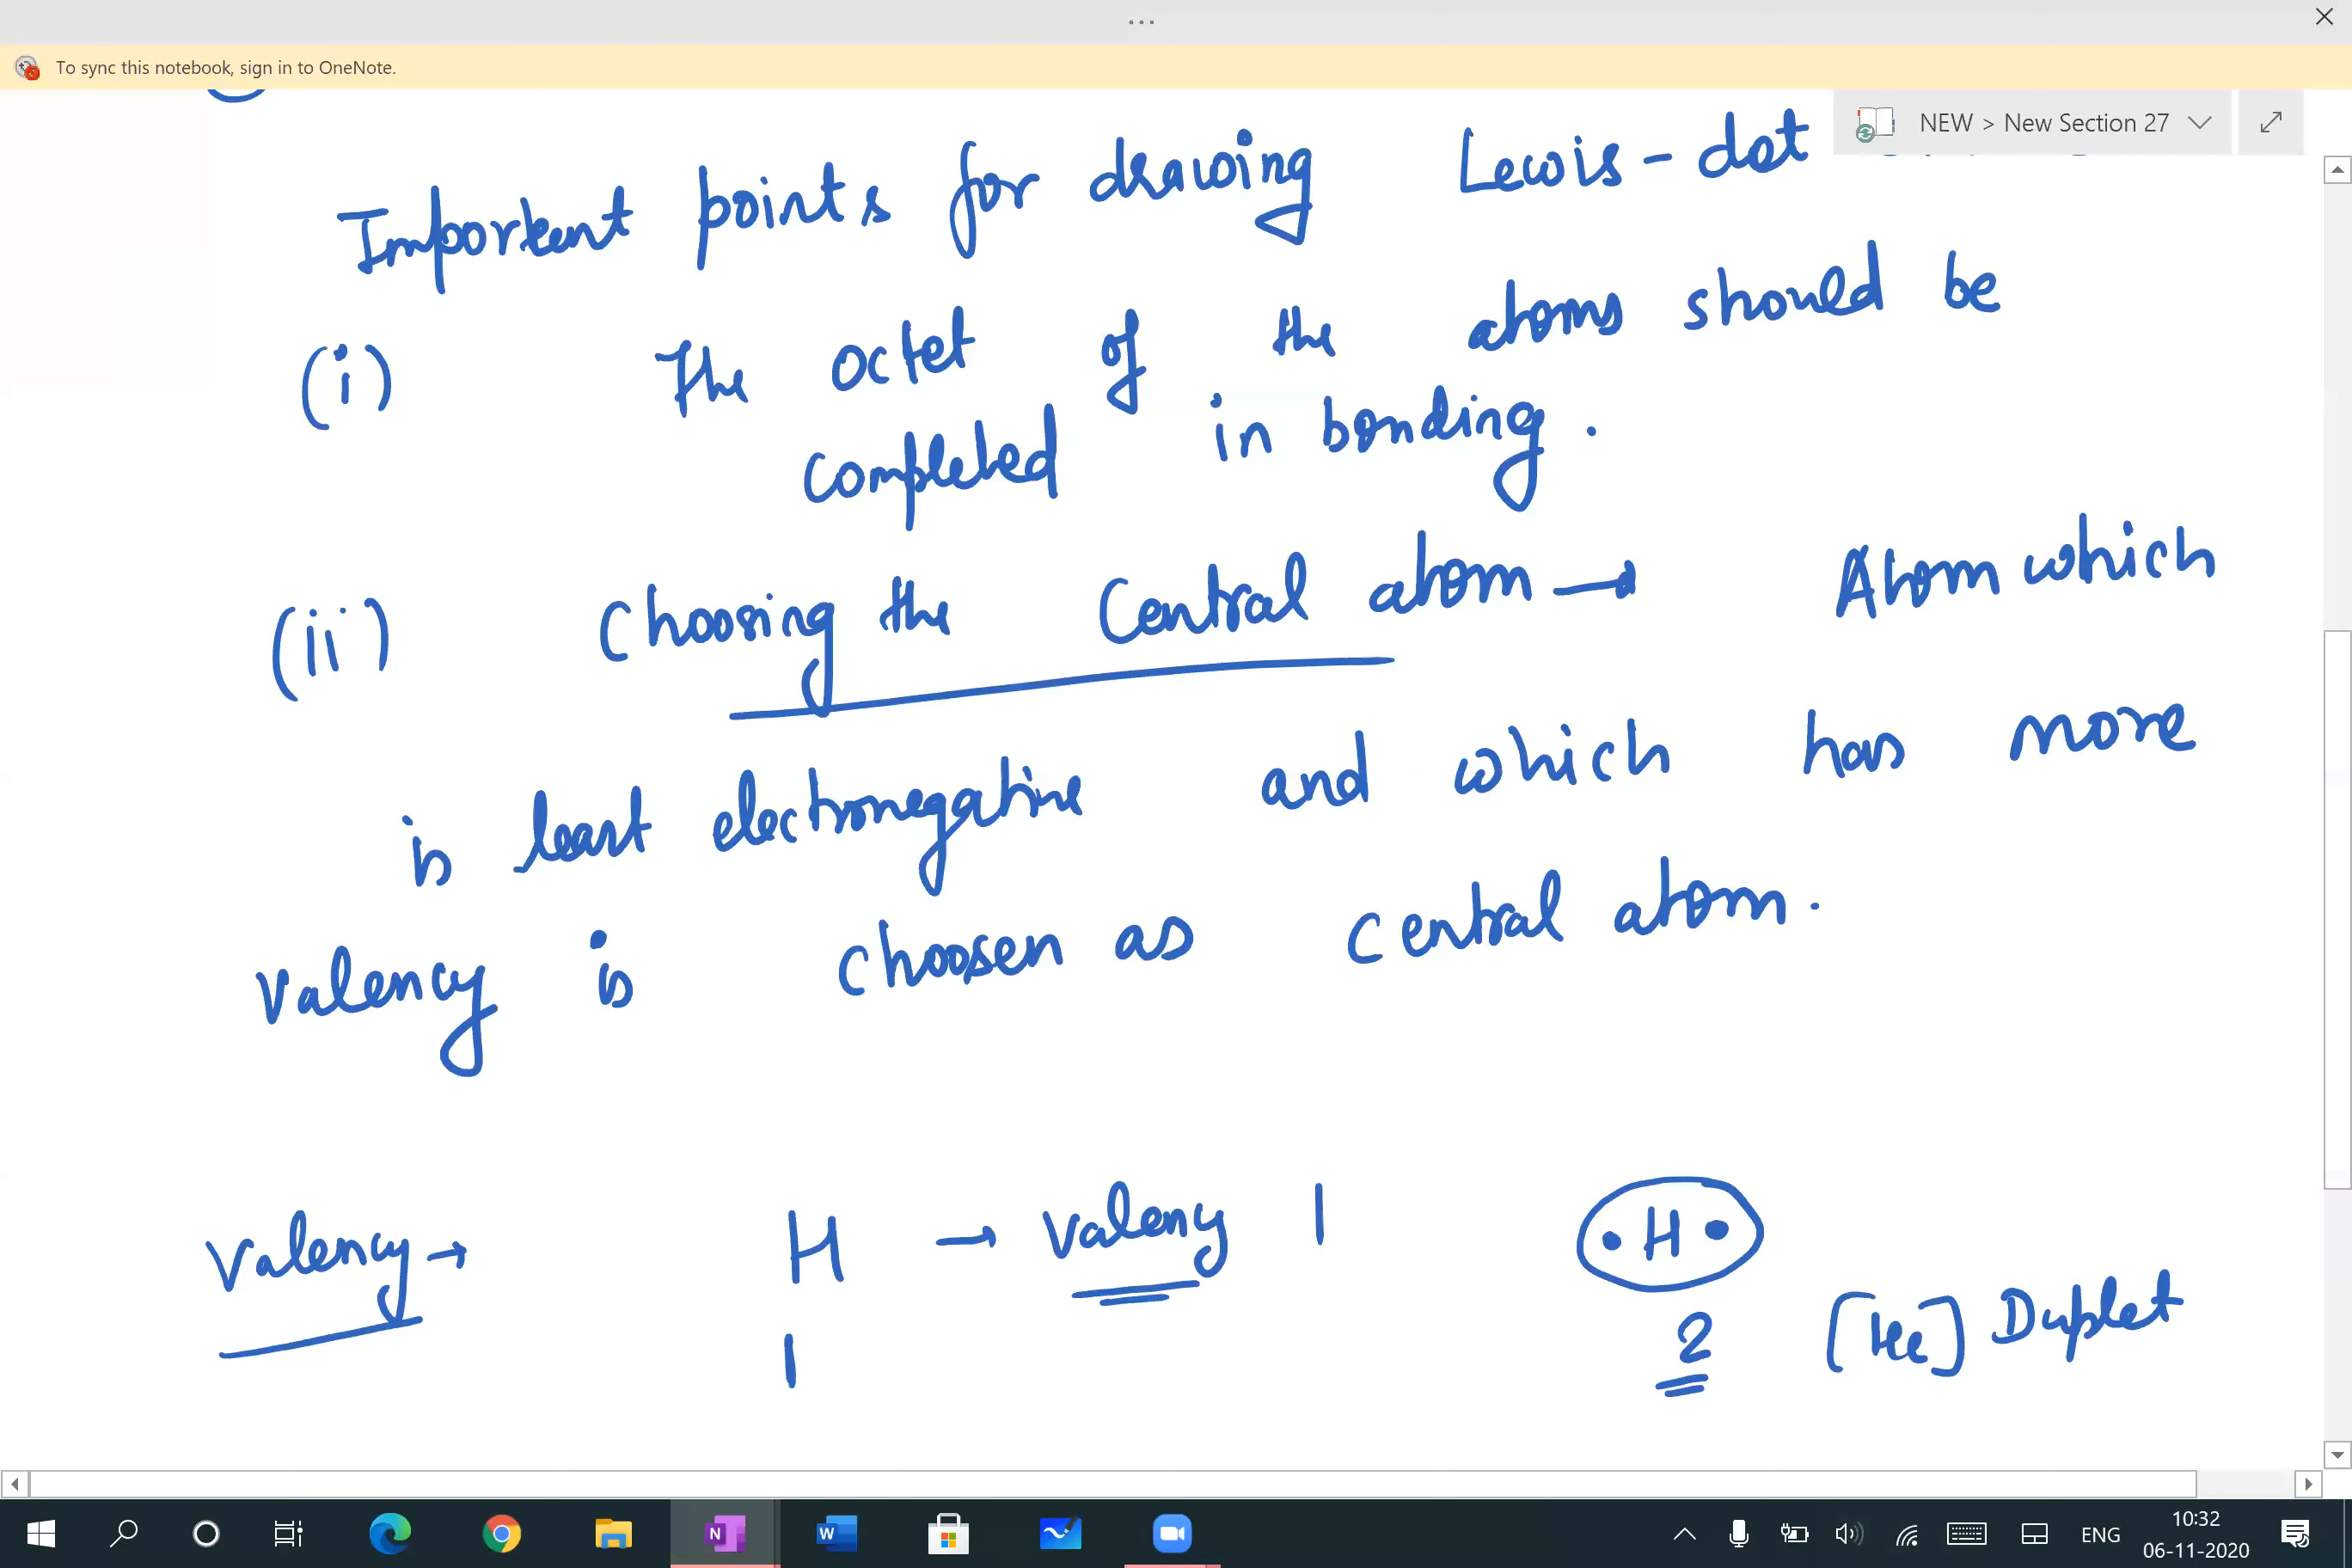 To sync this notebook, sign in to OneNote.
NEW > New Section 27
Important points for drawing Lewis-dot
(i) The octet of the atoms should be
completed in bonding.
(ii) Choosing the Central atom → Atom which
is least electronegative and which has more
valency is choosen as central atom.
Valency → H → Valeny 1 • H •
1 2 [He] Duplet
ENG
10:32
06-11-2020